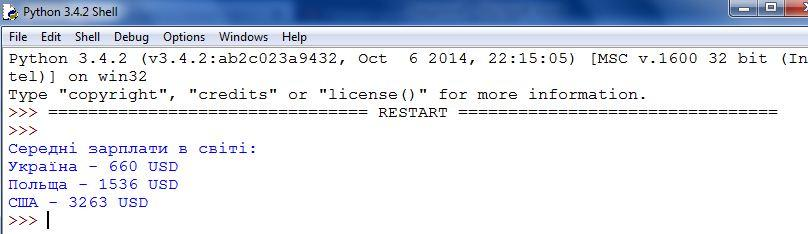 Python 3.4.2 Shell
File Edit Shell Debug Options Windows Help
Python 3.4.2 (v3.4.2:ab2c023a9432, Oct  6 2014, 22:15:05) [MSC v.1600 32 bit (In
tel)] on win32
Type "copyright", "credits" or "license()" for more information.
>>> ================================ RESTART ================================
>>>
Середні зарплати в світі:
Україна – 660 USD
Польща – 1536 USD
США – 3263 USD
>>>